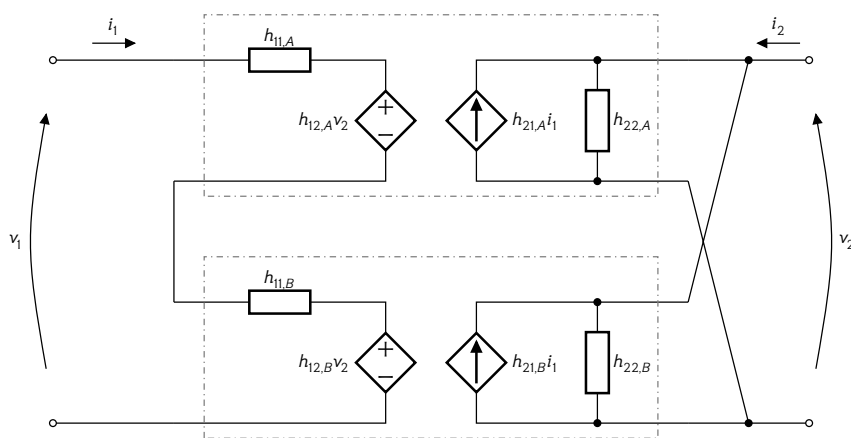 i1
i2
h11,A
h12,Av2
+
−
h21,Ai1
h22,A
v1
v2
h11,B
h12,Bv2
+
−
h21,Bi1
h22,B